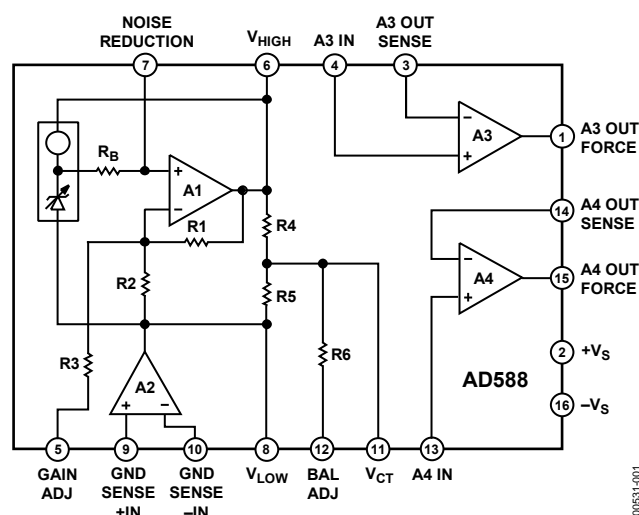 NOISE
REDUCTION
V_HIGH
A3 IN
A3 OUT
SENSE
7
6
4
3
R_B
+
A1
–
–
A3
+
1
A3 OUT
FORCE
R1
R4
14
A4 OUT
SENSE
R2
R5
–
A4
+
15
A4 OUT
FORCE
R3
R6
2
+V_S
A2
+
–
AD588
16
–V_S
5
9
10
8
12
11
13
GAIN
ADJ
GND
SENSE
+IN
GND
SENSE
–IN
V_LOW
BAL
ADJ
V_CT
A4 IN
00531-001